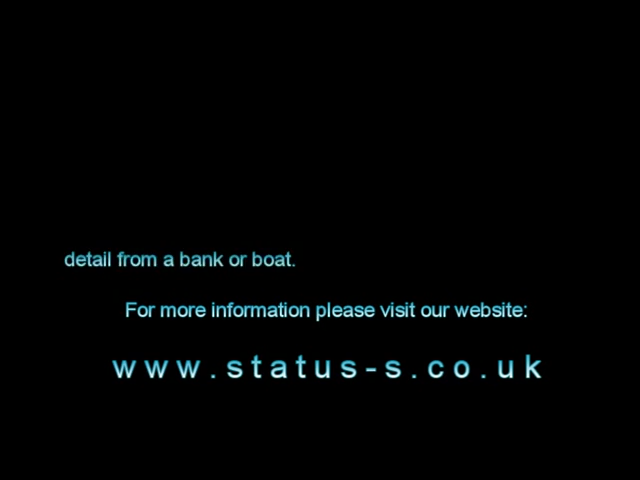 detail from a bank or boat.
For more information please visit our website:
www.status-s.co.uk